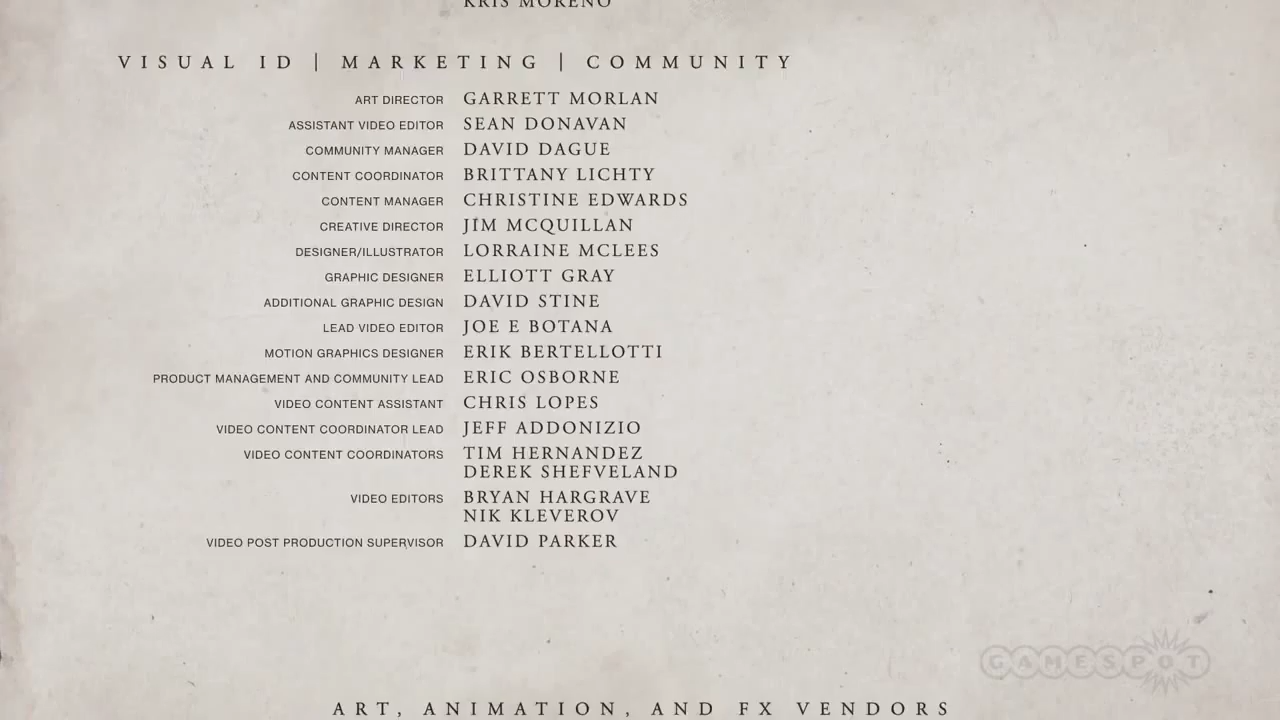 KRIS MORENO
VISUAL ID | MARKETING | COMMUNITY
ART DIRECTOR GARRETT MORLAN
ASSISTANT VIDEO EDITOR SEAN DONAVAN
COMMUNITY MANAGER DAVID DAGUE
CONTENT COORDINATOR BRITTANY LICHTY
CONTENT MANAGER CHRISTINE EDWARDS
CREATIVE DIRECTOR JIM MCQUILLAN
DESIGNER/ILLUSTRATOR LORRAINE MCLEES
GRAPHIC DESIGNER ELLIOTT GRAY
ADDITIONAL GRAPHIC DESIGN DAVID STINE
LEAD VIDEO EDITOR JOE E BOTANA
MOTION GRAPHICS DESIGNER ERIK BERTELLOTTI
PRODUCT MANAGEMENT AND COMMUNITY LEAD ERIC OSBORNE
VIDEO CONTENT ASSISTANT CHRIS LOPES
VIDEO CONTENT COORDINATOR LEAD JEFF ADDONIZIO
VIDEO CONTENT COORDINATORS TIM HERNANDEZ
DEREK SHEFVELAND
VIDEO EDITORS BRYAN HARGRAVE
NIK KLEVEROV
VIDEO POST PRODUCTION SUPERVISOR DAVID PARKER
GAMESPOT
ART, ANIMATION, AND FX VENDORS